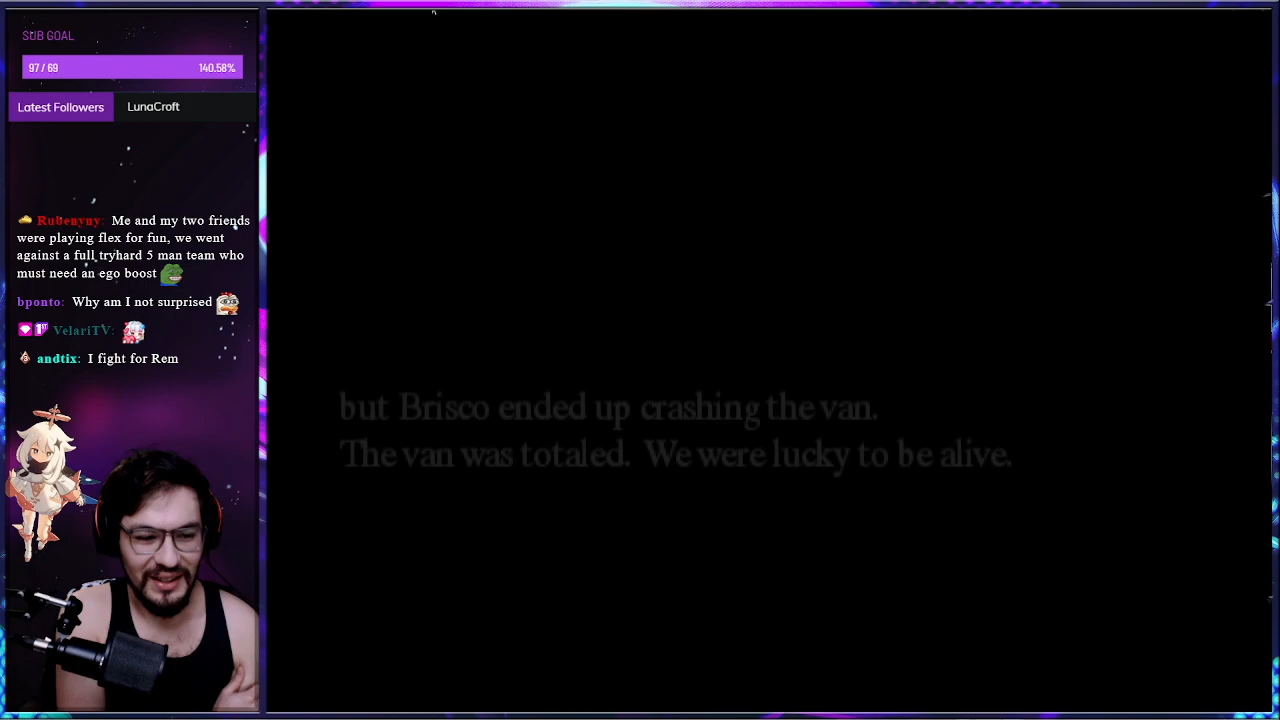 SUB GOAL
97 / 69 140.58%
Latest Followers LunaCroft
Rubenyny: Me and my two friends
were playing flex for fun, we went
against a full tryhard 5 man team who
must need an ego boost
bponto: Why am I not surprised
VelariTV:
andtix: I fight for Rem
but Brisco ended up crashing the van.
The van was totaled. We were lucky to be alive.